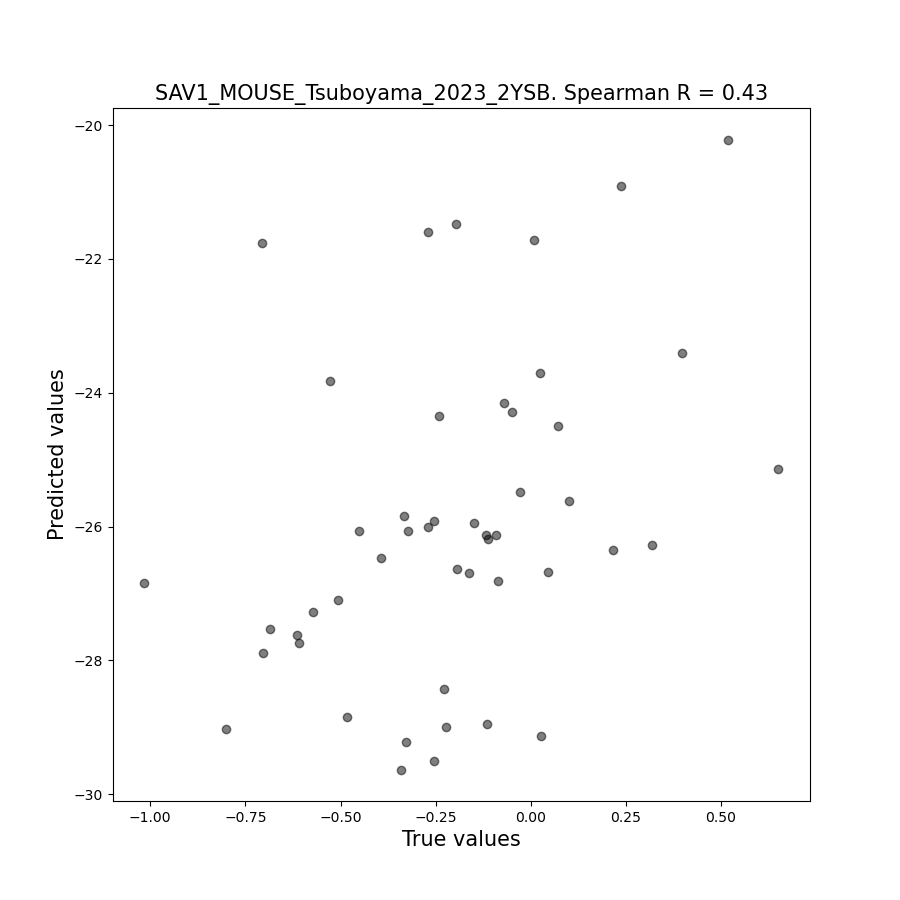 SAV1_MOUSE_Tsuboyama_2023_2YSB. Spearman R = 0.43
Predicted values
−20
−22
−24
−26
−28
−30
−1.00 −0.75 −0.50 −0.25 0.00 0.25 0.50
True values